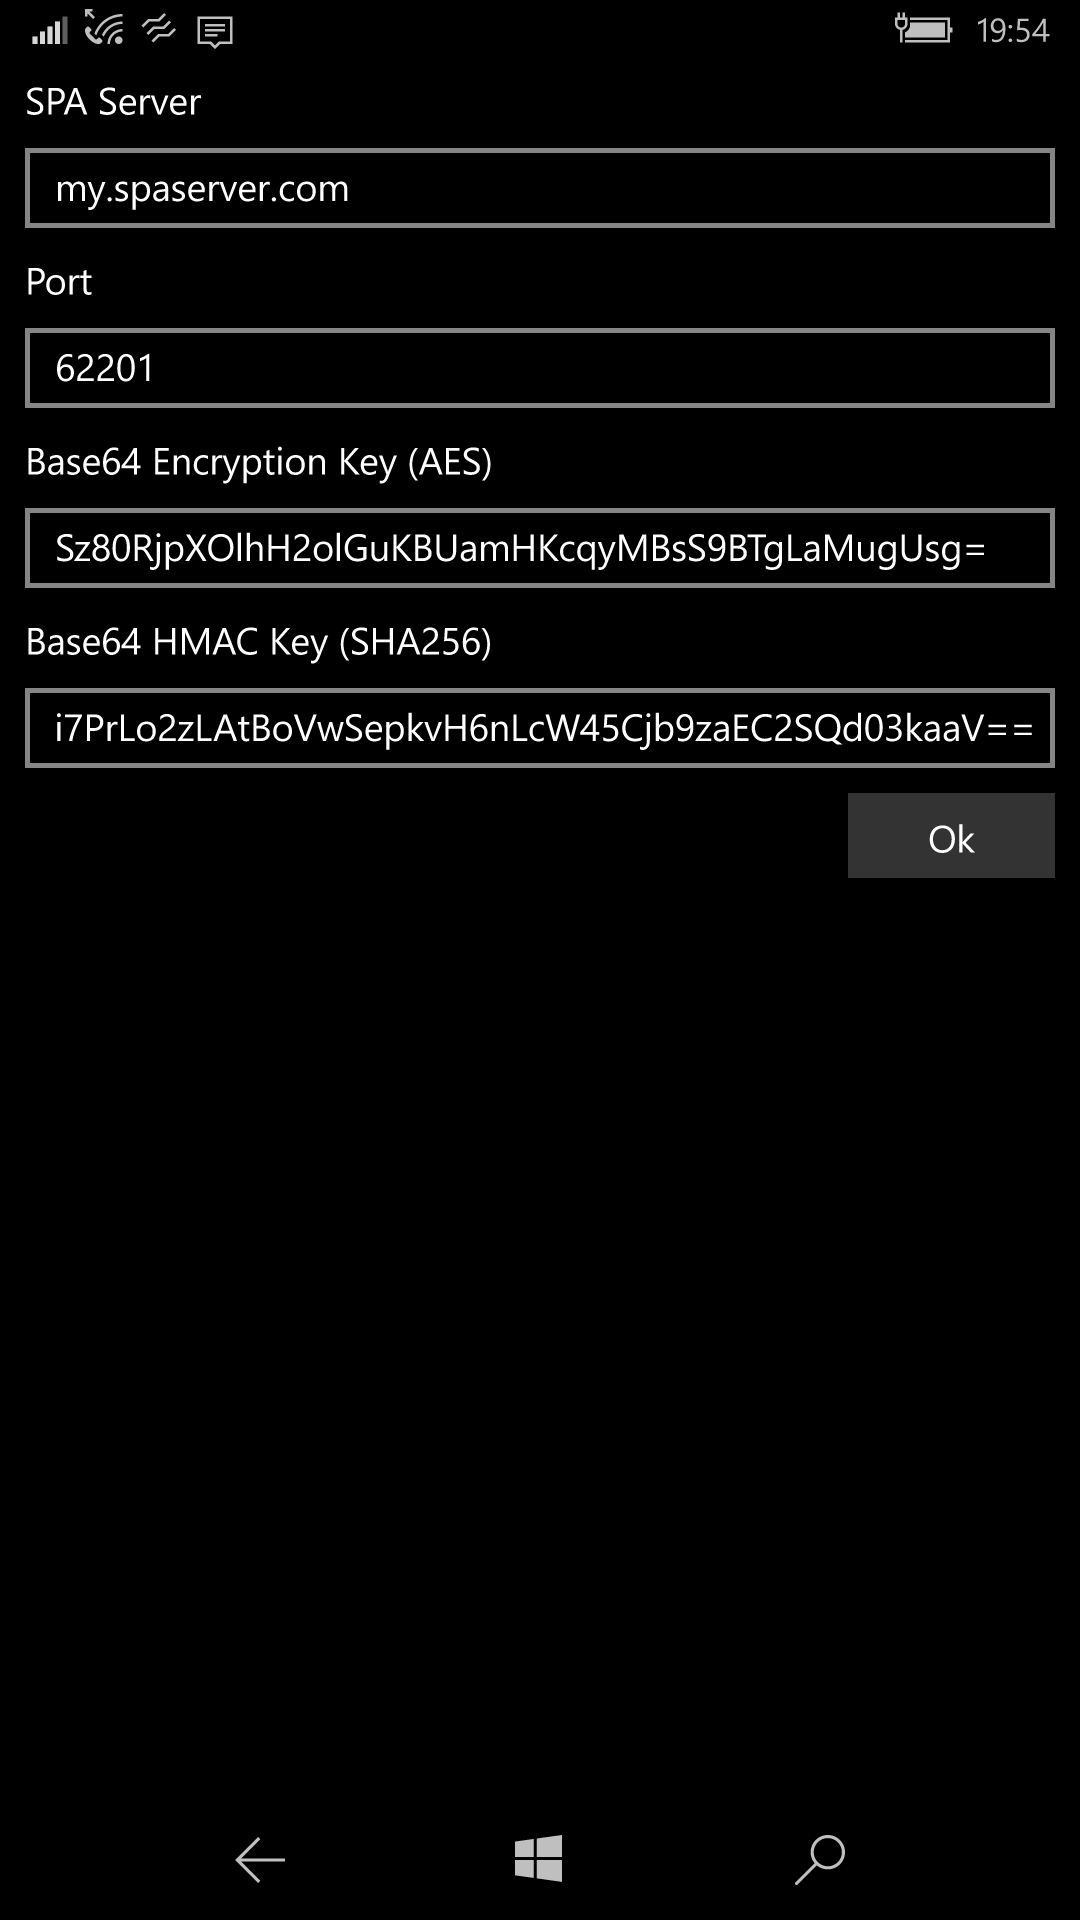 19:54
SPA Server
my.spaserver.com
Port
62201
Base64 Encryption Key (AES)
Sz80RjpXOlhH2olGuKBUamHKcqyMBsS9BTgLaMugUsg=
Base64 HMAC Key (SHA256)
i7PrLo2zLAtBoVwSepkvH6nLcW45Cjb9zaEC2SQd03kaaV==
Ok